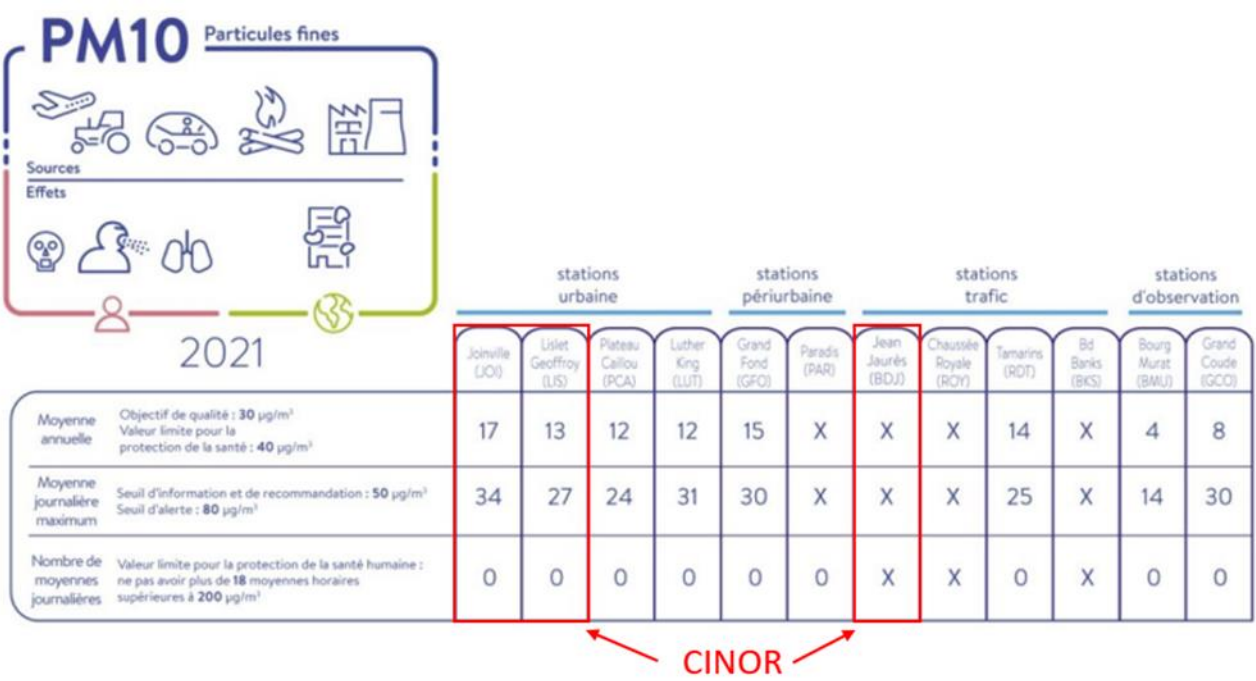 PM10 Particules fines
Sources
Effets
2021
stations
urbaine
stations
périurbaine
stations
trafic
stations
d'observation
Joinville
(JOI)
Lislet
Geoffroy
(LIS)
Plateau
Caillou
(PCA)
Luther
King
(LUT)
Grand
Fond
(GFO)
Paradis
(PAR)
Jean
Jaurès
(BDJ)
Chaussée
Royale
(ROY)
Tamarins
(RDT)
Bd
Banks
(BKS)
Bourg
Murat
(BMU)
Grand
Coude
(GCO)
Moyenne
annuelle
Objectif de qualité : 30 µg/m³
Valeur limite pour la
protection de la santé : 40 µg/m³
17 13 12 12 15 X X X 14 X 4 8
Moyenne
journalière
maximum
Seuil d'information et de recommandation : 50 µg/m³
Seuil d'alerte : 80 µg/m³
34 27 24 31 30 X X X 25 X 14 30
Nombre de
moyennes
journalières
Valeur limite pour la protection de la santé humaine :
ne pas avoir plus de 18 moyennes horaires
supérieures à 200 µg/m³
0 0 0 0 0 0 X X 0 X 0 0
CINOR